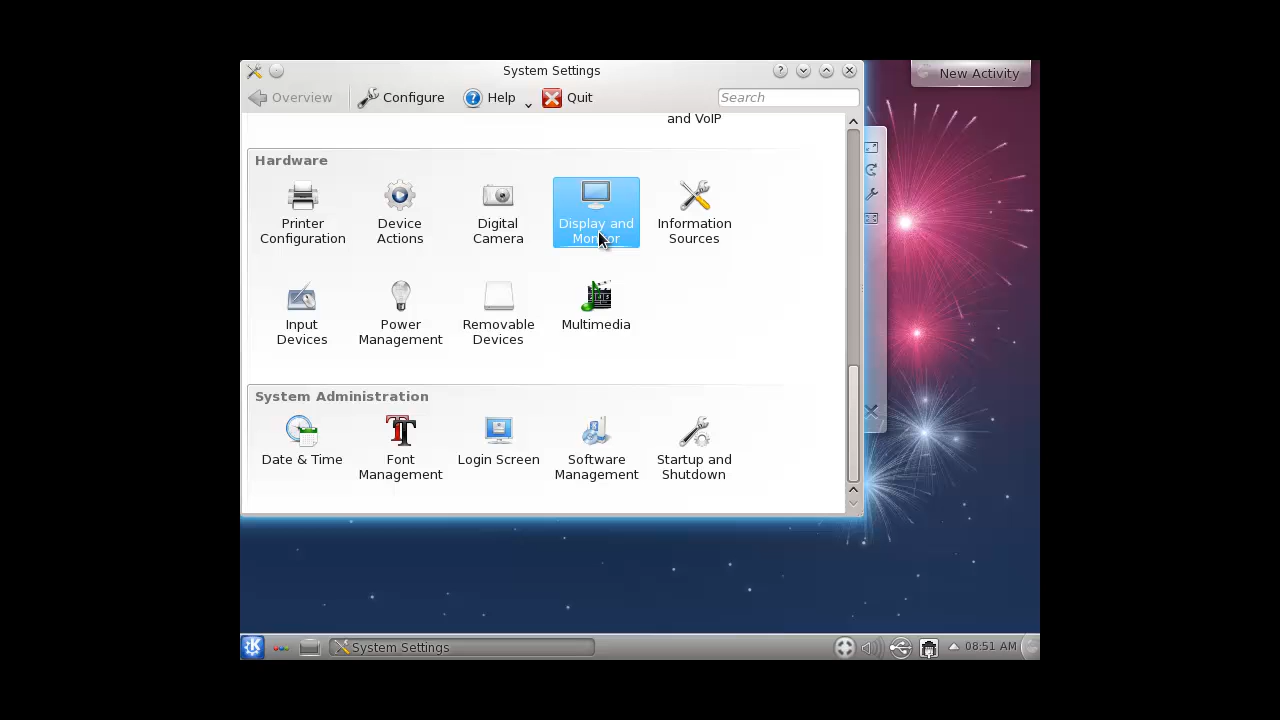 System Settings
New Activity
Overview
Configure
Help
Quit
Search
and VoIP
Hardware
Printer
Configuration
Device
Actions
Digital
Camera
Display and
Monitor
Information
Sources
Input
Devices
Power
Management
Removable
Devices
Multimedia
System Administration
Date & Time
Font
Management
Login Screen
Software
Management
Startup and
Shutdown
System Settings
08:51 AM